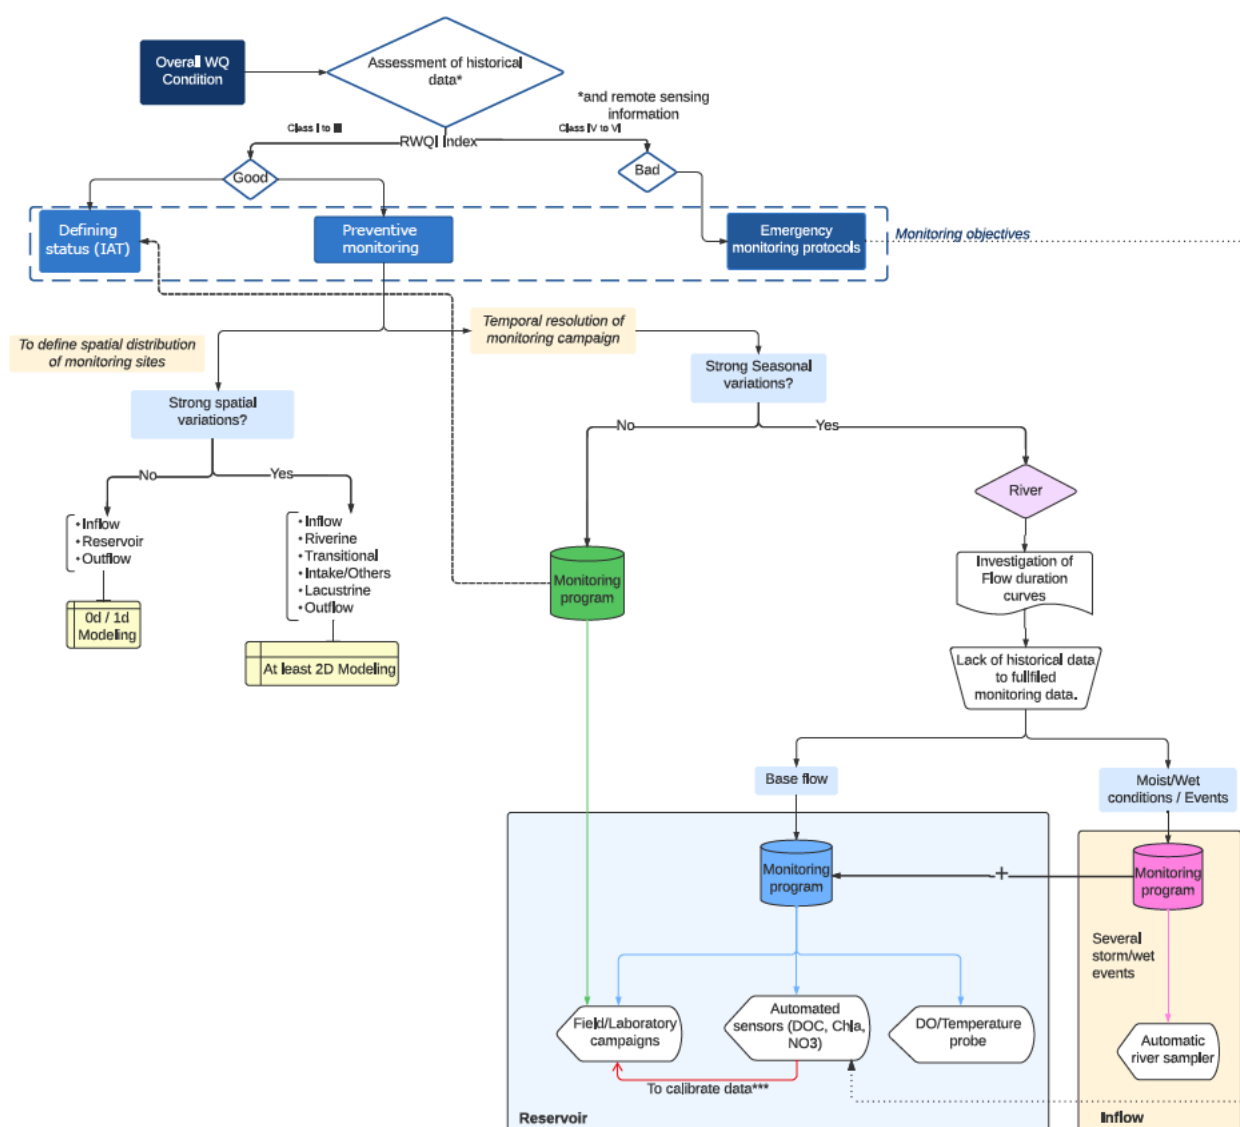 Overall WQ
Condition
Assessment of historical
data*
*and remote sensing
information
Class I to III
Class IV to VI
RWQI Index
Good
Bad
Defining
status (IAT)
Preventive
monitoring
Emergency
monitoring protocols
Monitoring objectives
To define spatial distribution
of monitoring sites
Temporal resolution of
monitoring campaign
Strong spatial
variations?
Strong Seasonal
variations?
No
Yes
No
Yes
• Inflow
• Reservoir
• Outflow
• Inflow
• Riverine
• Transitional
• Intake/Others
• Lacustrine
• Outflow
0d / 1d
Modeling
At least 2D Modeling
River
Investigation of
Flow duration
curves
Monitoring
program
Lack of historical data
to fullfiled
monitoring data.
Base flow
Moist/Wet
conditions / Events
Monitoring
program
+
Monitoring
program
Several
storm/wet
events
Field/Laboratory
campaigns
Automated
sensors (DOC, Chla,
NO3)
DO/Temperature
probe
Automatic
river sampler
To calibrate data***
Reservoir
Inflow